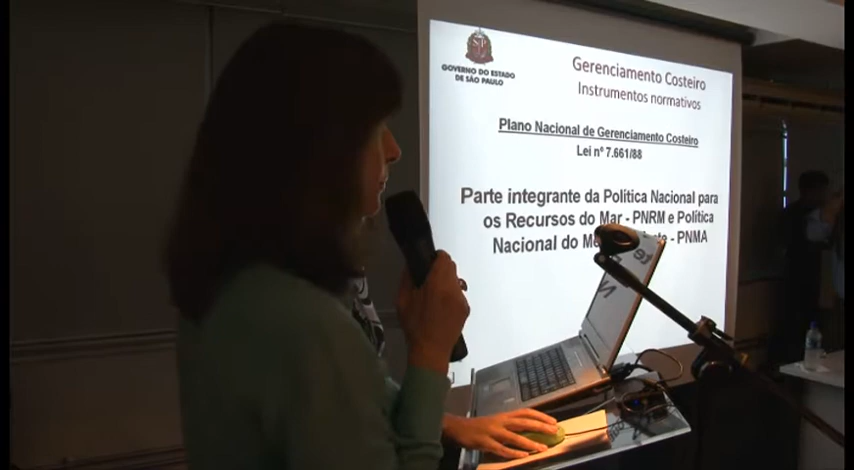 GOVERNO DO ESTADO
DE SÃO PAULO
Gerenciamento Costeiro
Instrumentos normativos
Plano Nacional de Gerenciamento Costeiro
Lei nº 7.661/88
Parte integrante da Politica Nacional para
os Recursos do Mar - PNRM e Política
Nacional do - PNMA